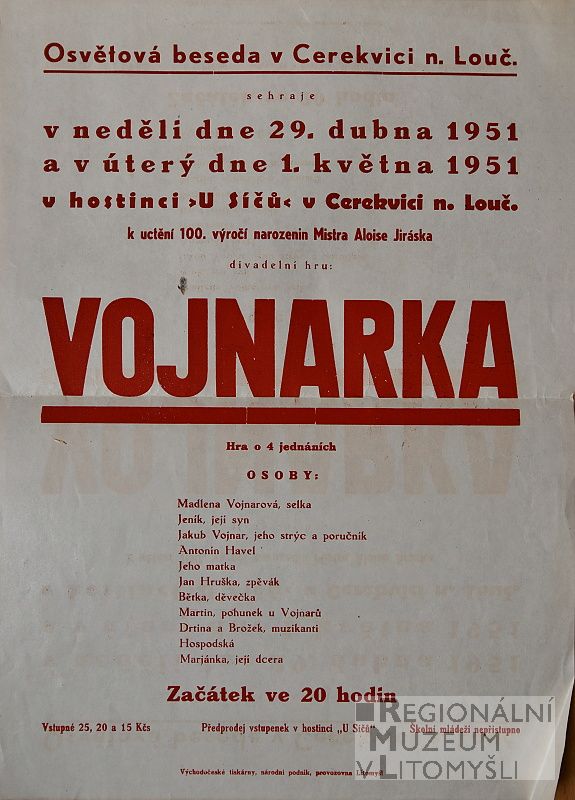 Osvětová beseda v Cerekvici n. Louč.
sehraje
v neděli dne 29. dubna 1951
a v úterý dne 1. května 1951
v hostinci ›U Síčů‹ v Cerekvici n. Louč.
k uctění 100. výročí narozenin Mistra Aloise Jiráska
divadelní hru:
VOJNARKA
Hra o 4 jednáních
OSOBY:
Madlena Vojnarová, selka
Jeník, její syn
Jakub Vojnar, jeho strýc a poručník
Antonín Havel
Jeho matka
Jan Hruška, zpěvák
Bětka, děvečka
Martin, pohunek u Vojnarů
Drtina a Brožek, muzikanti
Hospodská
Marjánka, její dcera
Začátek ve 20 hodin
Vstupné 25, 20 a 15 Kčs Předprodej vstupenek v hostinci „U Síčů" Školní mládeži nepřístupno
Východočeské tiskárny, národní podnik, provozovna Litomyšl
REGIONÁLNÍ
MUZEUM
V LITOMYŠLI